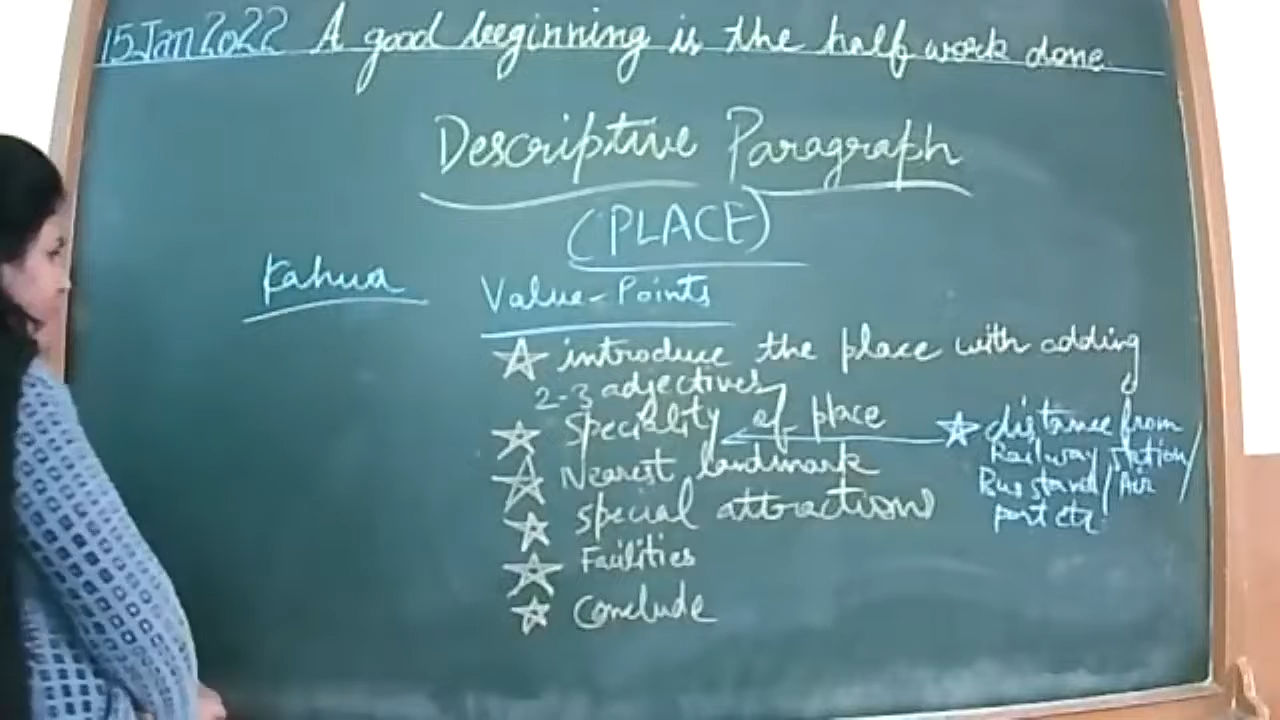 15 Jan 2022 A good beginning is the half work done.
Descriptive Paragraph
(PLACE)
Kahwa
Value-Points
☆ introduce the place with adding
2-3 adjectives
☆ Speciality of place
☆ Nearest landmark
☆ special attractions
☆ Facilities
☆ Conclude
☆ distance from
Railway station/
Bus stand/Air
port etc.